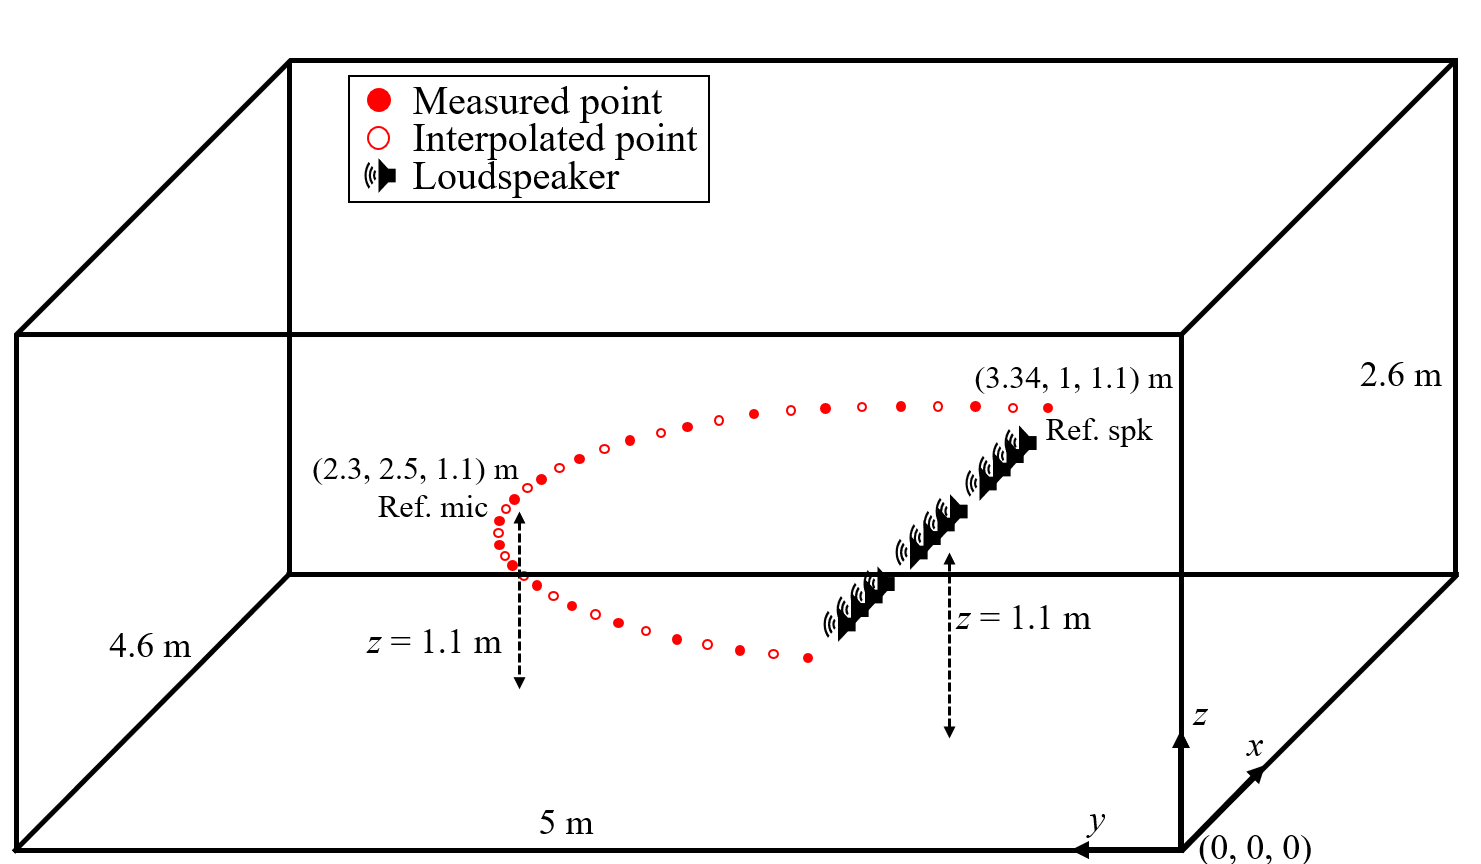 Measured point
Interpolated point
Loudspeaker
2.6 m
(3.34, 1, 1.1) m
Ref. spk
(2.3, 2.5, 1.1) m
Ref. mic
z = 1.1 m
z = 1.1 m
4.6 m
z
x
y
5 m
(0, 0, 0)